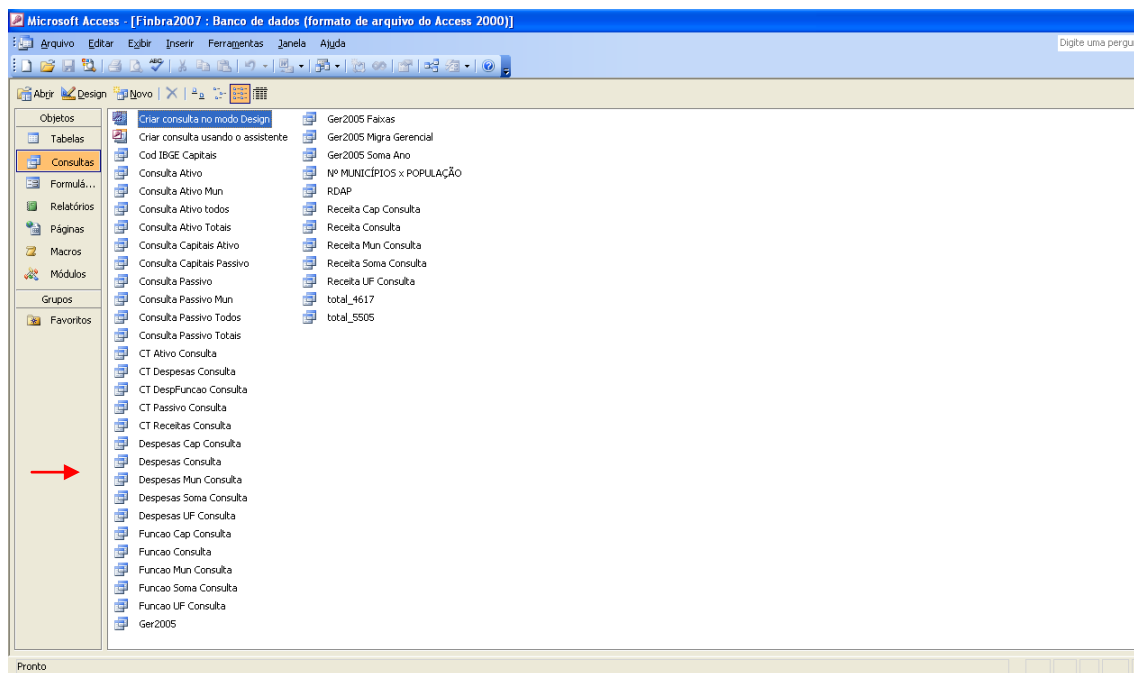 Microsoft Access - [Finbra2007 : Banco de dados (formato de arquivo do Access 2000)]
Arquivo Editar Exibir Inserir Ferramentas Janela Ajuda
Digite uma pergu
Abrir Design Novo
Objetos
Tabelas
Consultas
Formulá...
Relatórios
Páginas
Macros
Módulos
Grupos
Favoritos
Criar consulta no modo Design
Criar consulta usando o assistente
Cod IBGE Capitais
Consulta Ativo
Consulta Ativo Mun
Consulta Ativo todos
Consulta Ativo Totais
Consulta Capitais Ativo
Consulta Capitais Passivo
Consulta Passivo
Consulta Passivo Mun
Consulta Passivo Todos
Consulta Passivo Totais
CT Ativo Consulta
CT Despesas Consulta
CT DespFuncao Consulta
CT Passivo Consulta
CT Receitas Consulta
Despesas Cap Consulta
Despesas Consulta
Despesas Mun Consulta
Despesas Soma Consulta
Despesas UF Consulta
Funcao Cap Consulta
Funcao Consulta
Funcao Mun Consulta
Funcao Soma Consulta
Funcao UF Consulta
Ger2005
Ger2005 Faixas
Ger2005 Migra Gerencial
Ger2005 Soma Ano
Nº MUNICÍPIOS x POPULAÇÃO
RDAP
Receita Cap Consulta
Receita Consulta
Receita Mun Consulta
Receita Soma Consulta
Receita UF Consulta
total_4617
total_5505
Pronto